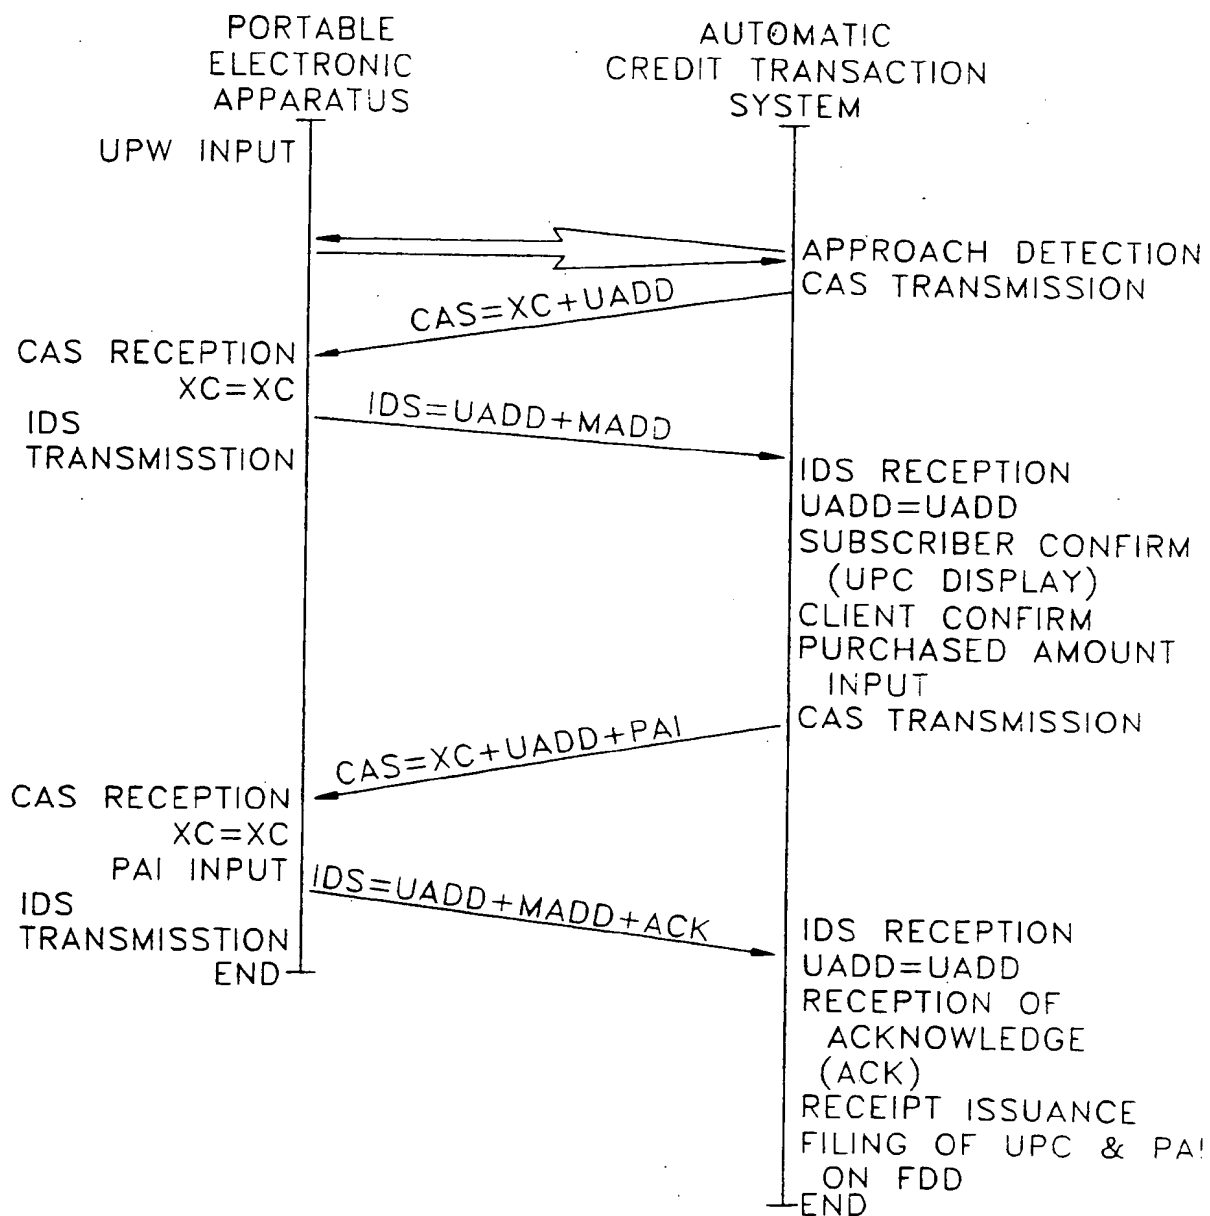 PORTABLE
ELECTRONIC
APPARATUS
AUTOMATIC
CREDIT TRANSACTION
SYSTEM
UPW INPUT
APPROACH DETECTION
CAS TRANSMISSION
CAS=XC+UADD
CAS RECEPTION
XC=XC
IDS
TRANSMISSTION
IDS=UADD+MADD
IDS RECEPTION
UADD=UADD
SUBSCRIBER CONFIRM
(UPC DISPLAY)
CLIENT CONFIRM
PURCHASED AMOUNT
INPUT
CAS TRANSMISSION
CAS=XC+UADD+PAI
CAS RECEPTION
XC=XC
PAI INPUT
IDS
TRANSMISSTION
END
IDS=UADD+MADD+ACK
IDS RECEPTION
UADD=UADD
RECEPTION OF
ACKNOWLEDGE
(ACK)
RECEIPT ISSUANCE
FILING OF UPC & PAI
ON FDD
END